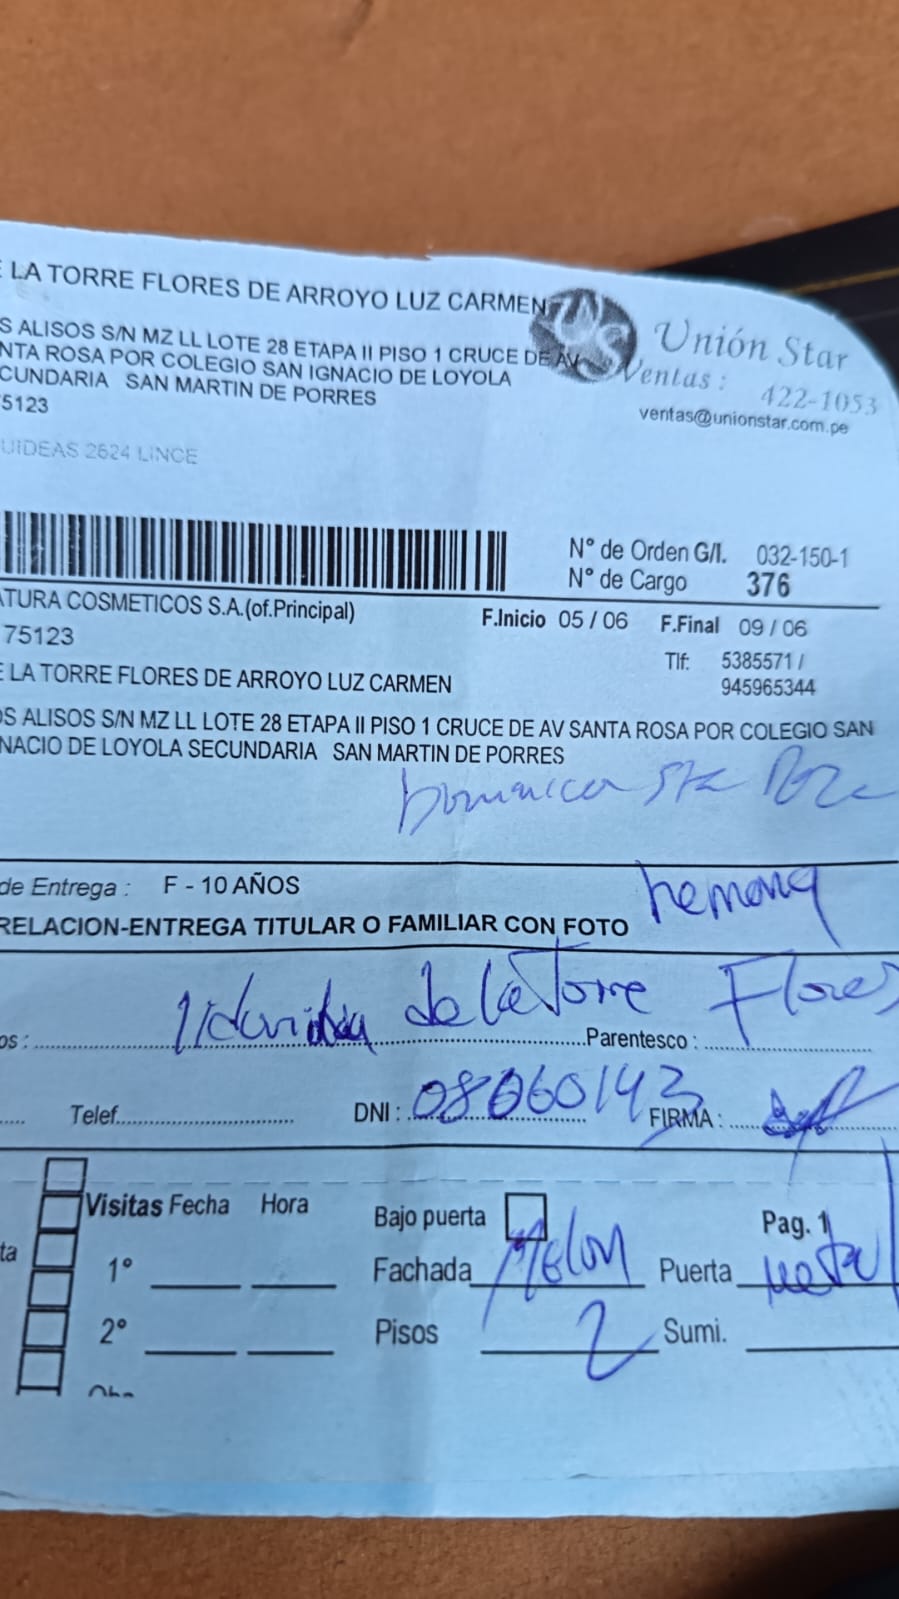 E LA TORRE FLORES DE ARROYO LUZ CARMEN
S ALISOS S/N MZ LL LOTE 28 ETAPA II PISO 1 CRUCE DE AV
NTA ROSA POR COLEGIO SAN IGNACIO DE LOYOLA
CUNDARIA SAN MARTIN DE PORRES
5123
UIDEAS 2624 LINCE
Unión Star
Ventas : 422-1053
ventas@unionstar.com.pe
N° de Orden G/I. 032-150-1
N° de Cargo 376
ATURA COSMETICOS S.A.(of.Principal)
F.Inicio 05 / 06 F.Final 09 / 06
75123
Tlf: 5385571 /
945965344
E LA TORRE FLORES DE ARROYO LUZ CARMEN
OS ALISOS S/N MZ LL LOTE 28 ETAPA II PISO 1 CRUCE DE AV SANTA ROSA POR COLEGIO SAN
NACIO DE LOYOLA SECUNDARIA SAN MARTIN DE PORRES
de Entrega : F - 10 AÑOS
hemana
RELACION-ENTREGA TITULAR O FAMILIAR CON FOTO
de la Torre Flores
os : Parentesco :
Telef. DNI : 08060143 FIRMA :
Visitas Fecha Hora Bajo puerta Pag. 1
ta 1° Fachada Melon Puerta metal
2° Pisos 2 Sumi.